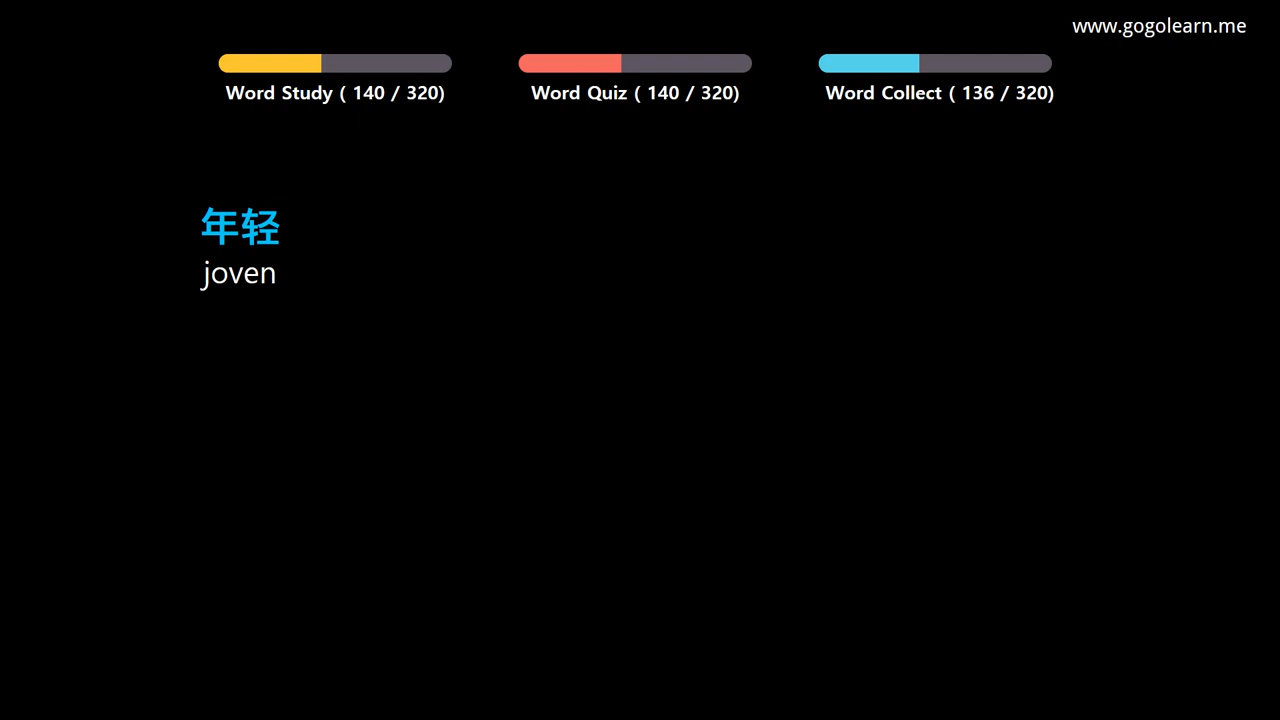 www.gogolearn.me
Word Study ( 140 / 320)
Word Quiz ( 140 / 320)
Word Collect ( 136 / 320)
年轻
joven